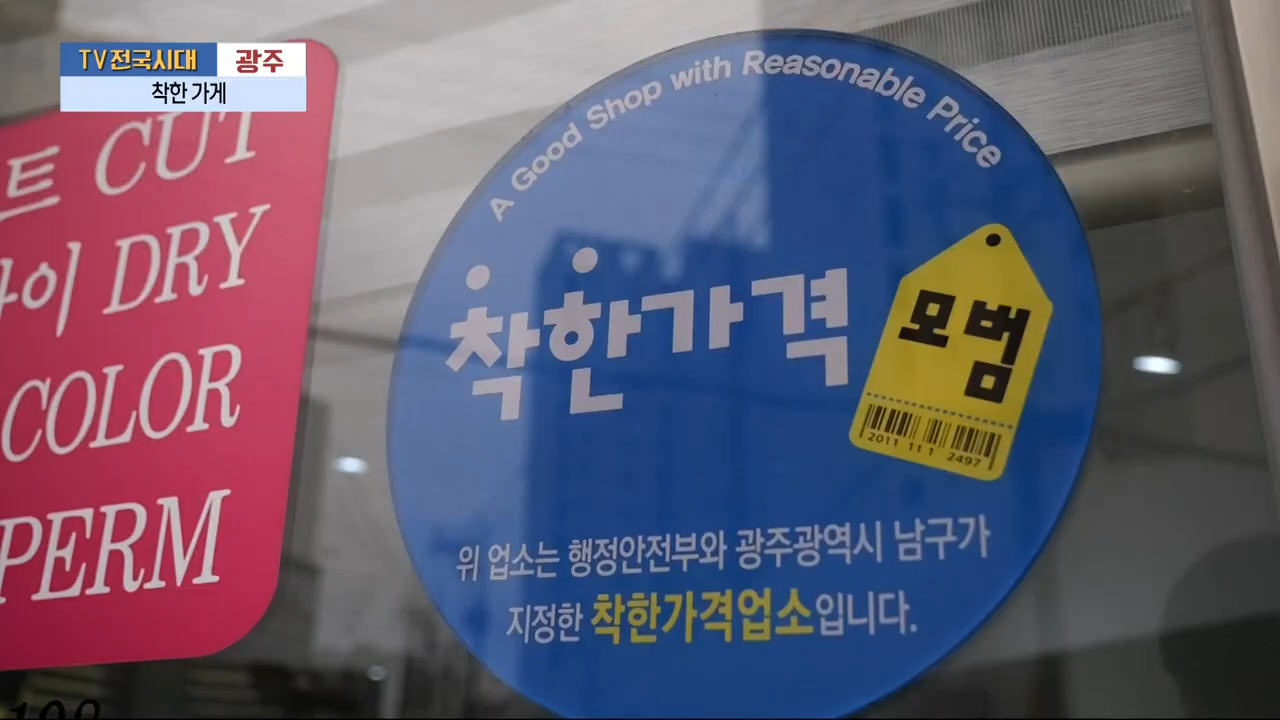 TV전국시대 광주
착한 가게
트 CUT
이 DRY
COLOR
PERM
A Good Shop with Reasonable Price
착한가격
모범
2011 11 1 2497
위 업소는 행정안전부와 광주광역시 남구가
지정한 착한가격업소입니다.